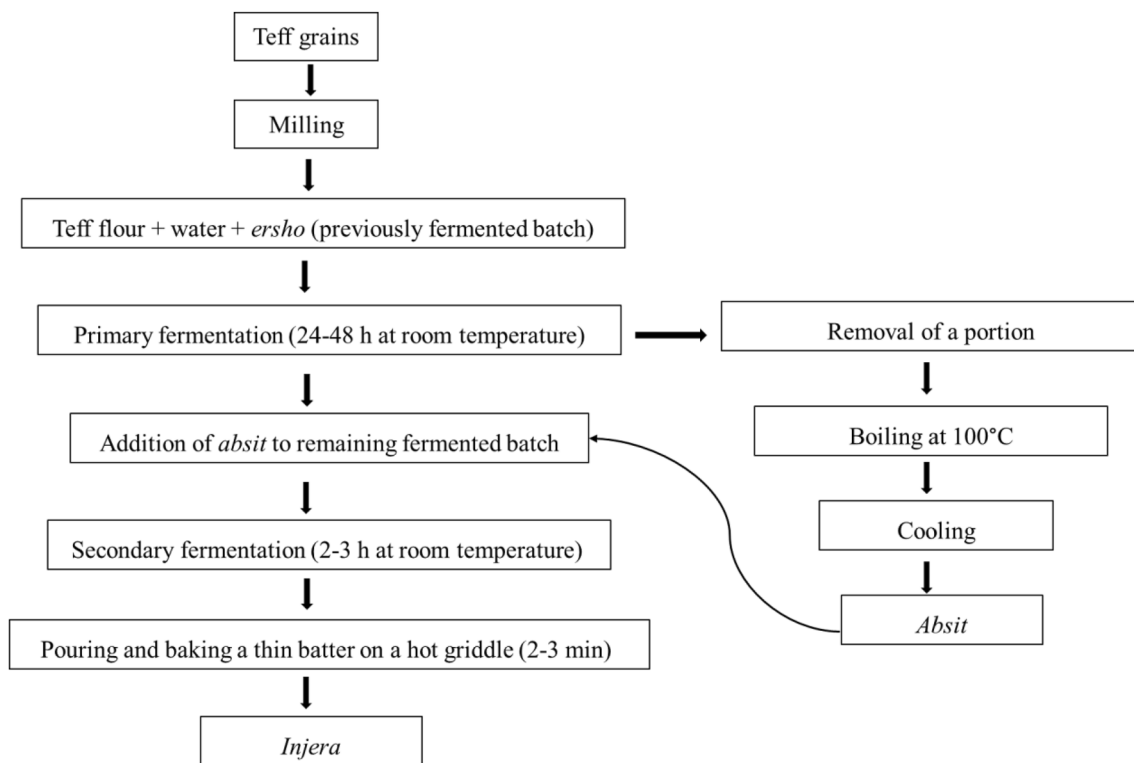 Teff grains
Milling
Teff flour + water + ersho (previously fermented batch)
Primary fermentation (24-48 h at room temperature)
Removal of a portion
Addition of absit to remaining fermented batch
Boiling at 100°C
Cooling
Secondary fermentation (2-3 h at room temperature)
Absit
Pouring and baking a thin batter on a hot griddle (2-3 min)
Injera